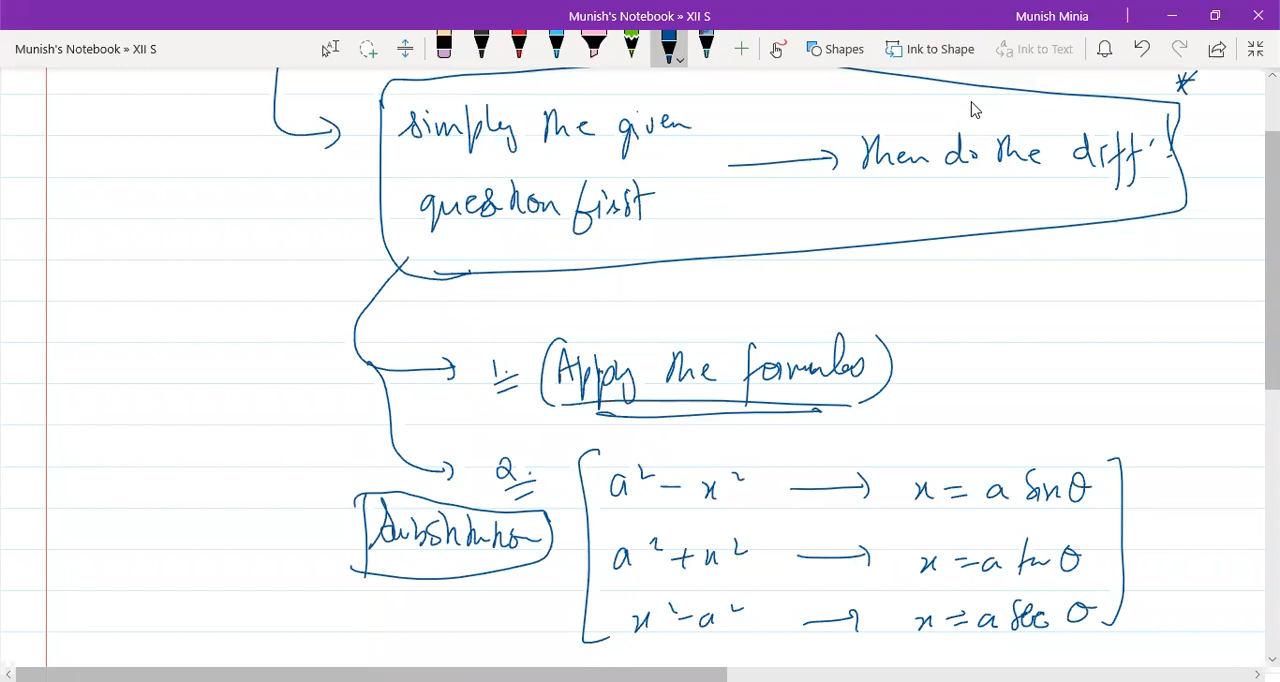 Munish's Notebook » XII S
Munish Minia
Munish's Notebook » XII S
Shapes
Ink to Shape
Ink to Text
simply the given
question first
then do the diff'!
1. (Apply the formulas)
2.
Substitution
a² - x² → x = a sinθ
a² + x² → x = a tanθ
x² - a² → x = a sec θ